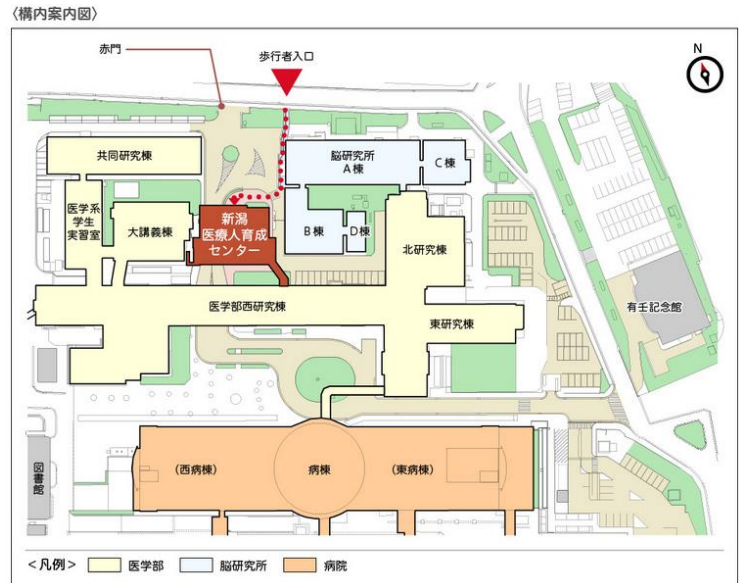 〈構内案内図〉
赤門
歩行者入口
N
共同研究棟
脳研究所
A棟
C棟
医学系
学生
実習室
大講義棟
新潟
医療人育成
センター
B棟
D棟
北研究棟
医学部西研究棟
東研究棟
有壬記念館
図書館
(西病棟)
病棟
(東病棟)
<凡例>
医学部
脳研究所
病院